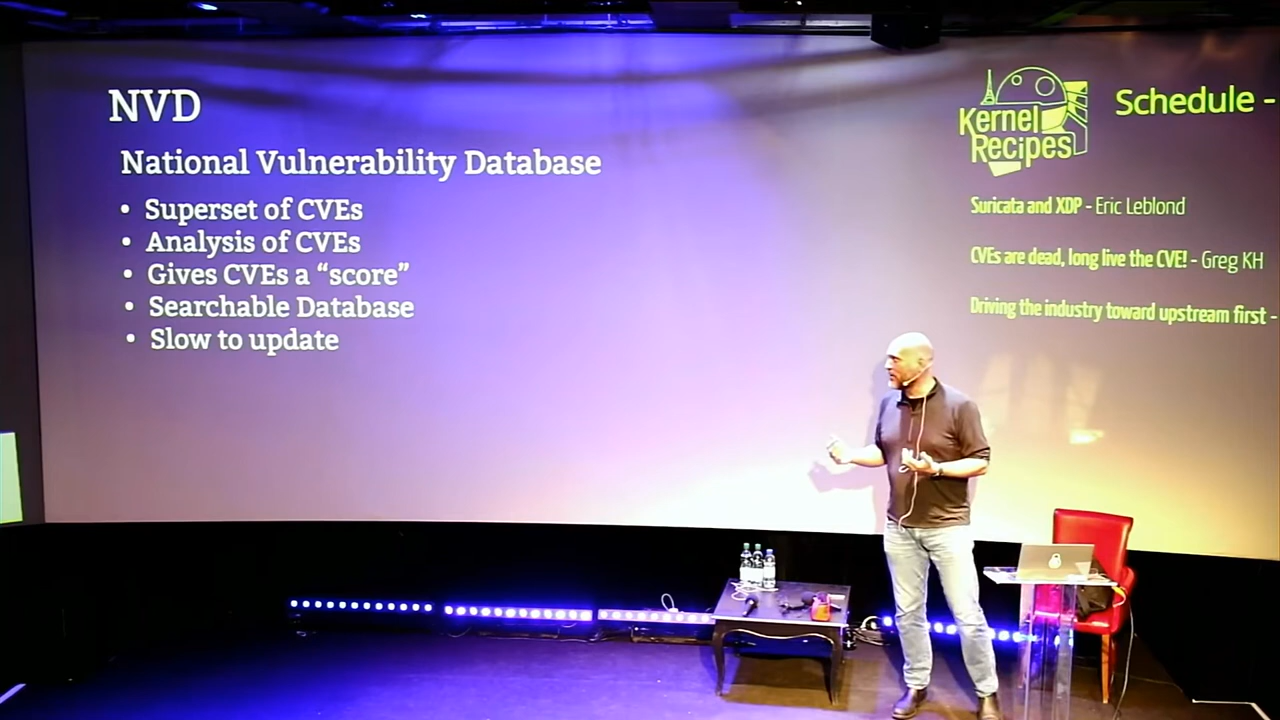 NVD
National Vulnerability Database
• Superset of CVEs
• Analysis of CVEs
• Gives CVEs a “score”
• Searchable Database
• Slow to update
Kernel
Recipes
Schedule -
Suricata and XDP - Eric Leblond
CVEs are dead, long live the CVE! - Greg KH
Driving the industry toward upstream first -